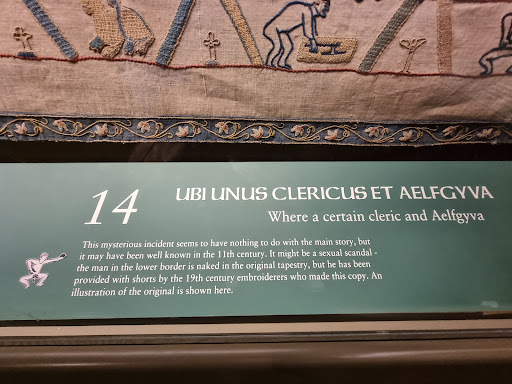 14
UBI UNUS CLERICUS ET AELFGYVA
Where a certain cleric and Aelfgyva
This mysterious incident seems to have nothing to do with the main story, but
it may have been well known in the 11th century. It might be a sexual scandal -
the man in the lower border is naked in the original tapestry, but he has been
provided with shorts by the 19th century embroiderers who made this copy. An
illustration of the original is shown here.